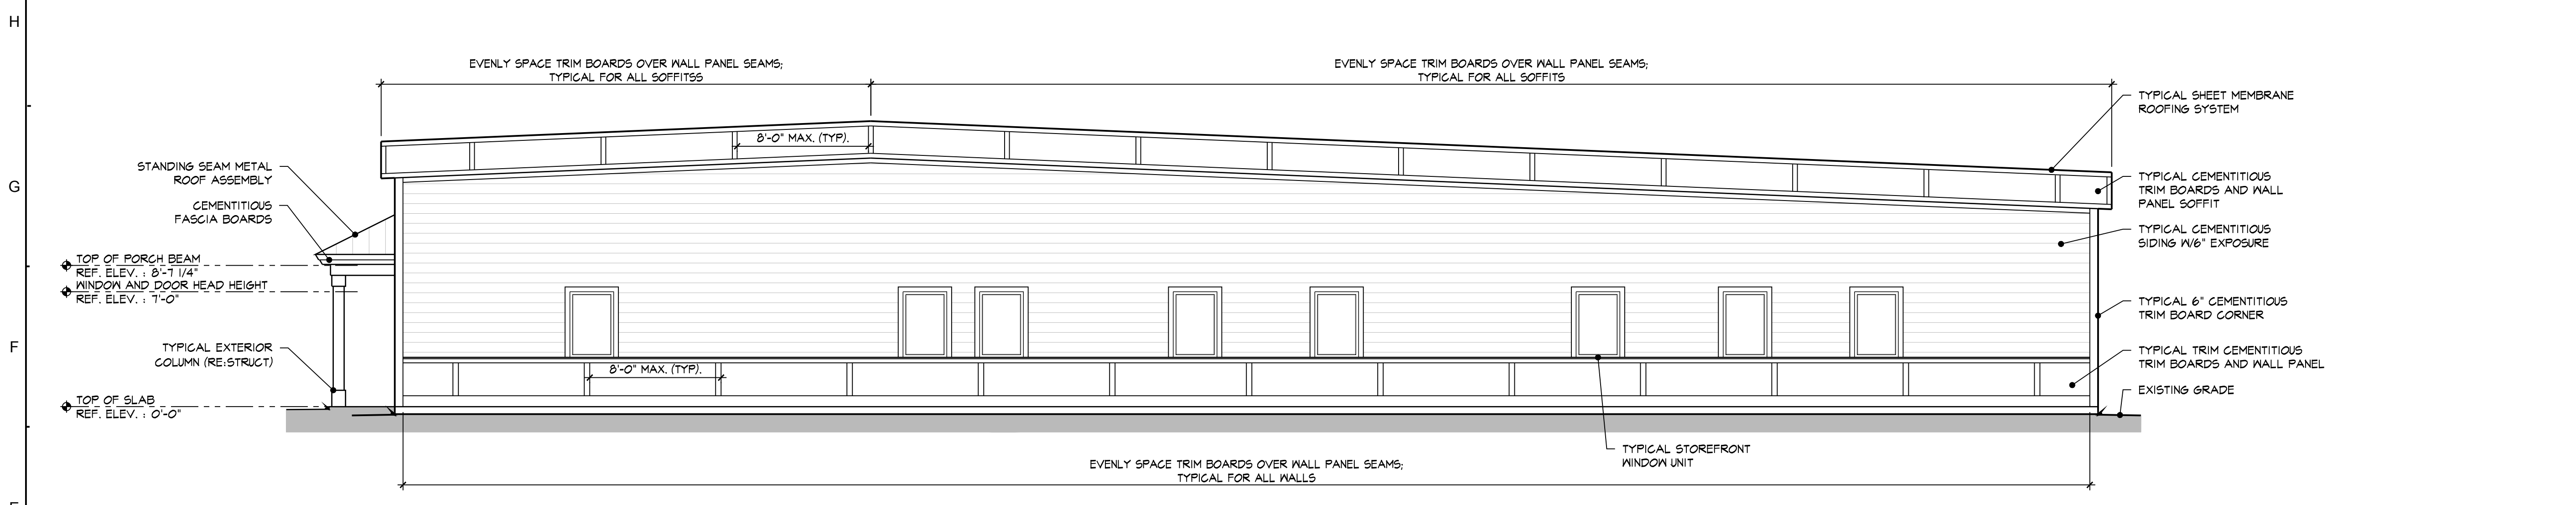 H
EVENLY SPACE TRIM BOARDS OVER WALL PANEL SEAMS;
TYPICAL FOR ALL SOFFITSS
EVENLY SPACE TRIM BOARDS OVER WALL PANEL SEAMS;
TYPICAL FOR ALL SOFFITS
TYPICAL SHEET MEMBRANE
ROOFING SYSTEM
8'-0" MAX. (TYP).
STANDING SEAM METAL
ROOF ASSEMBLY
G
TYPICAL CEMENTITIOUS
TRIM BOARDS AND WALL
PANEL SOFFIT
CEMENTITIOUS
FASCIA BOARDS
TYPICAL CEMENTITIOUS
SIDING W/6" EXPOSURE
TOP OF PORCH BEAM
REF. ELEV. : 8'-7 1/4"
WINDOW AND DOOR HEAD HEIGHT
REF. ELEV. : 7'-0"
TYPICAL 6" CEMENTITIOUS
TRIM BOARD CORNER
F
TYPICAL EXTERIOR
COLUMN (RE:STRUCT)
TYPICAL TRIM CEMENTITIOUS
TRIM BOARDS AND WALL PANEL
8'-0" MAX. (TYP).
EXISTING GRADE
TOP OF SLAB
REF. ELEV. : 0'-0"
TYPICAL STOREFRONT
WINDOW UNIT
EVENLY SPACE TRIM BOARDS OVER WALL PANEL SEAMS;
TYPICAL FOR ALL WALLS